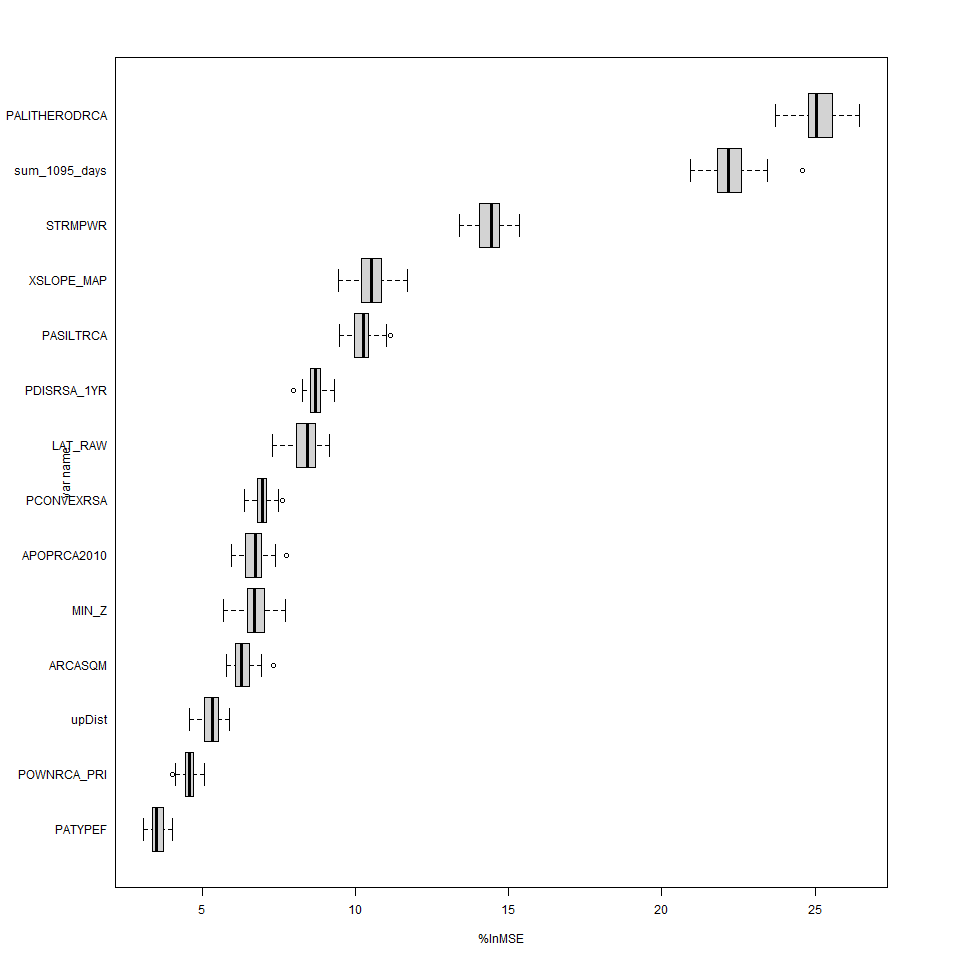 PALITHERODRCA
sum_1095_days
STRMPWR
XSLOPE_MAP
PASILTRCA
PDISRSA_1YR
LAT_RAW
var name
PCONVEXRSA
APOPRCA2010
MIN_Z
ARCASQM
upDist
POWNRCA_PRI
PATYPEF
5 10 15 20 25
%InMSE